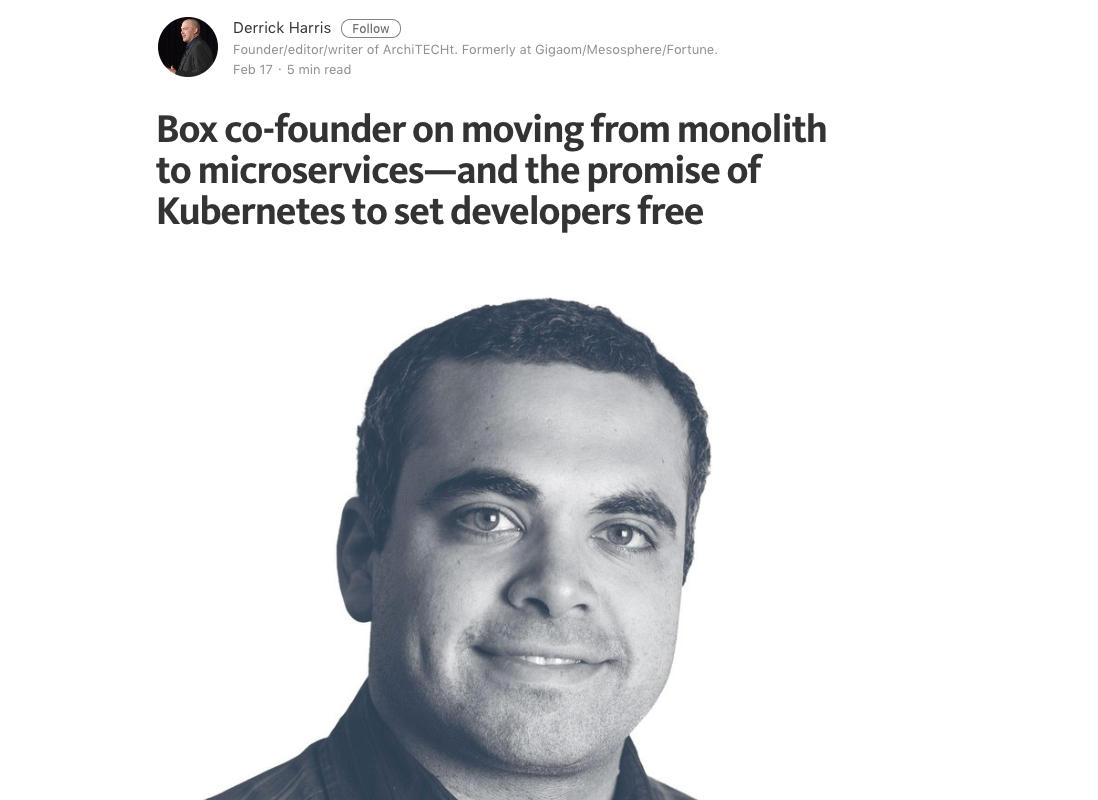 Derrick Harris Follow
Founder/editor/writer of ArchiTECHt. Formerly at Gigaom/Mesosphere/Fortune.
Feb 17 · 5 min read
Box co-founder on moving from monolith
to microservices—and the promise of
Kubernetes to set developers free